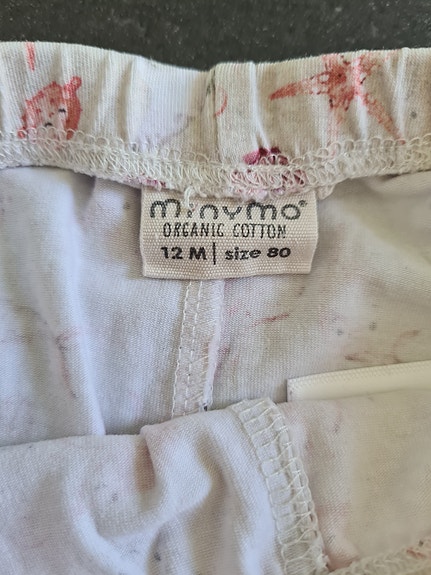 minymo®
ORGANIC COTTON
12 M | size 80